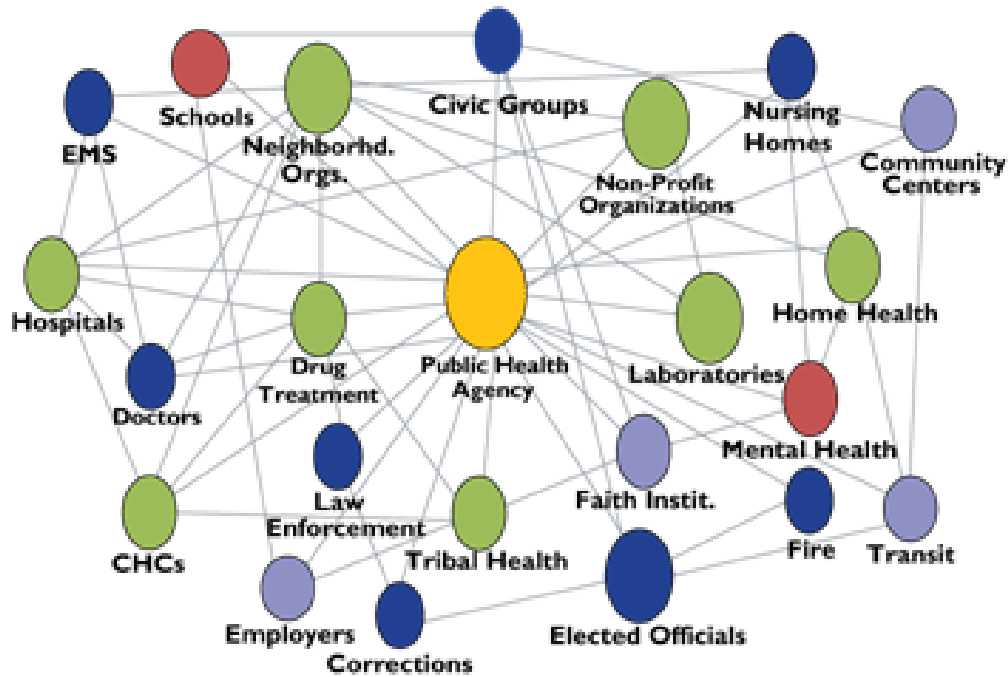 Schools
Civic Groups
Nursing
Homes
EMS
Neighborhd.
Orgs.
Non-Profit
Organizations
Community
Centers
Hospitals
Drug
Treatment
Public Health
Agency
Laboratories
Home Health
Doctors
Law
Enforcement
Faith Instit.
Mental Health
CHCs
Tribal Health
Fire
Transit
Employers
Corrections
Elected Officials